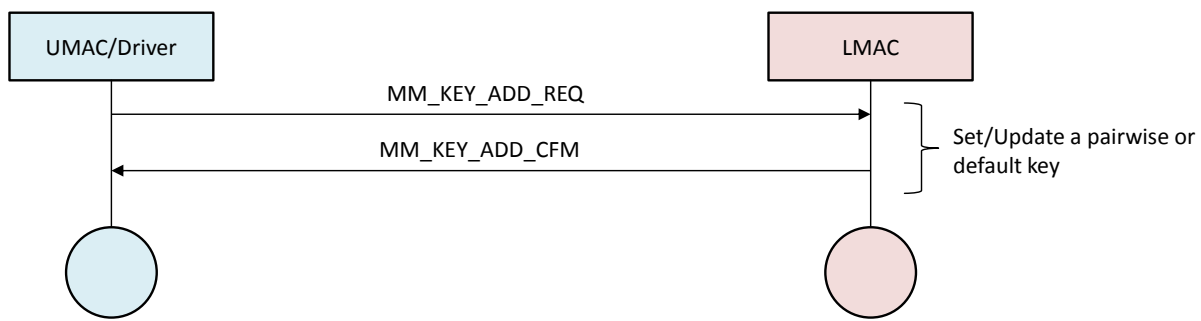 UMAC/Driver
LMAC
MM_KEY_ADD_REQ
MM_KEY_ADD_CFM
Set/Update a pairwise or
default key